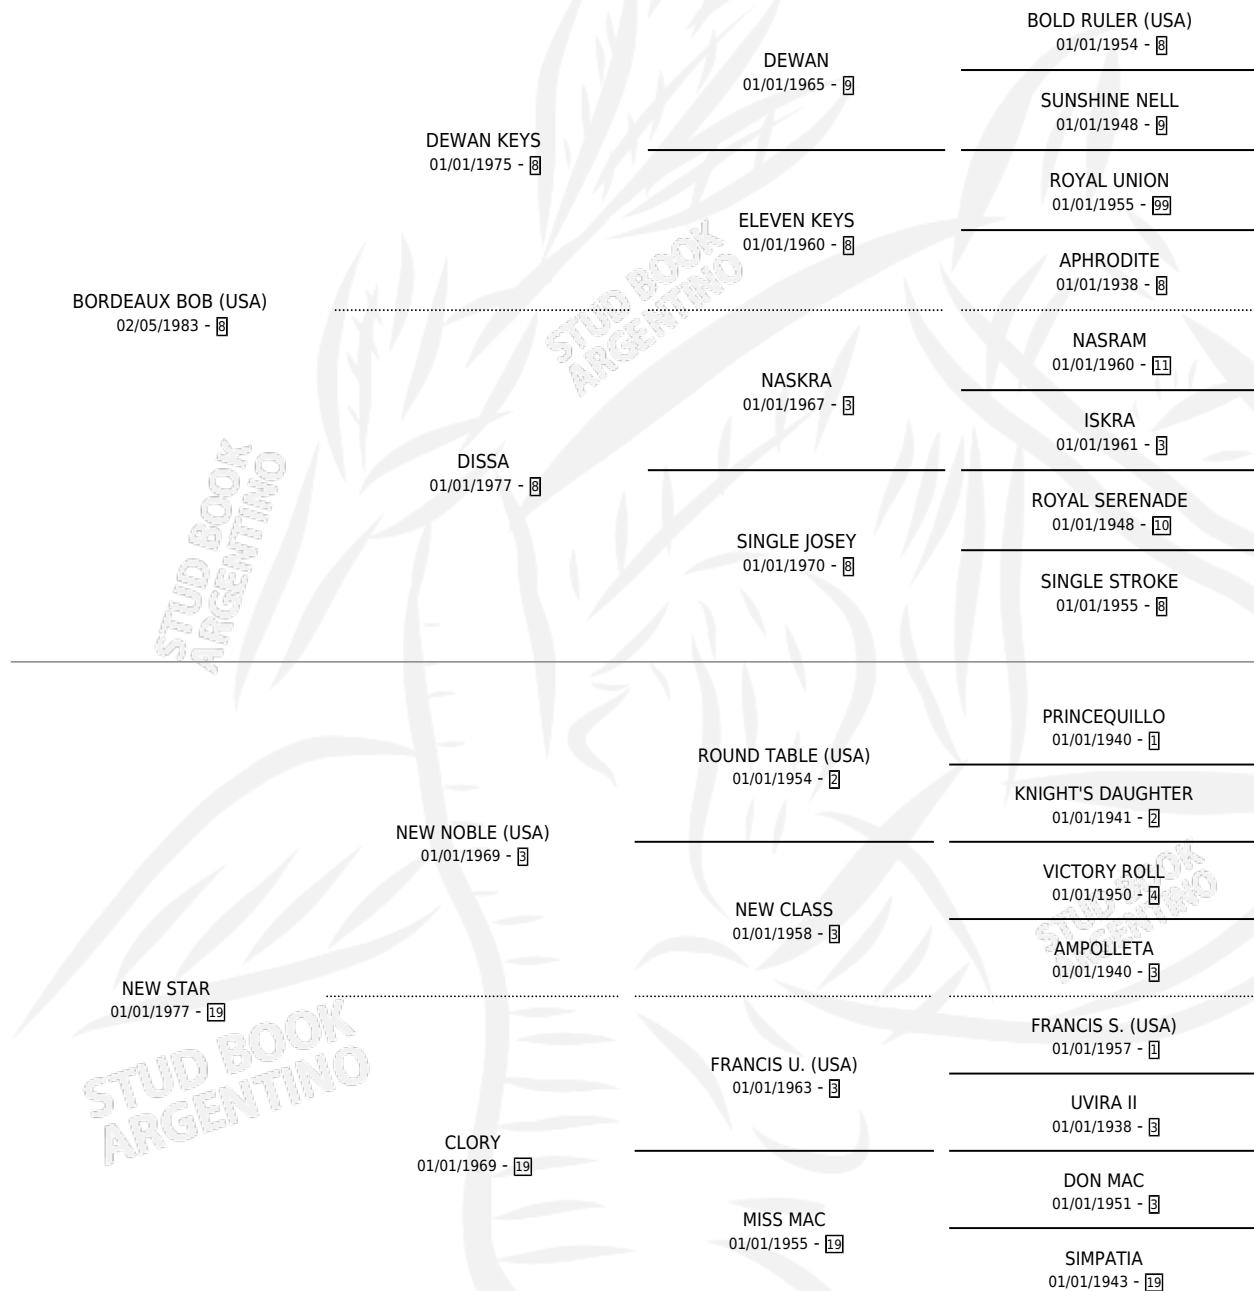 BORDEAUX BOB (USA)
02/05/1983 - 8
DEWAN KEYS
01/01/1975 - 8
DISSA
01/01/1977 - 8
DEWAN
01/01/1965 - 9
ELEVEN KEYS
01/01/1960 - 8
NASKRA
01/01/1967 - 3
SINGLE JOSEY
01/01/1970 - 8
BOLD RULER (USA)
01/01/1954 - 8
SUNSHINE NELL
01/01/1948 - 9
ROYAL UNION
01/01/1955 - 99
APHRODITE
01/01/1938 - 8
NASRAM
01/01/1960 - 11
ISKRA
01/01/1961 - 3
ROYAL SERENADE
01/01/1948 - 10
SINGLE STROKE
01/01/1955 - 8
STUD BOOK
ARGENTINO
STUD BOOK
ARGENTINO
NEW STAR
01/01/1977 - 19
NEW NOBLE (USA)
01/01/1969 - 3
CLORY
01/01/1969 - 19
ROUND TABLE (USA)
01/01/1954 - 2
NEW CLASS
01/01/1958 - 3
FRANCIS U. (USA)
01/01/1963 - 3
MISS MAC
01/01/1955 - 19
PRINCEQUILLO
01/01/1940 - 1
KNIGHT'S DAUGHTER
01/01/1941 - 2
VICTORY ROLL
01/01/1950 - 4
AMPOLLETA
01/01/1940 - 3
FRANCIS S. (USA)
01/01/1957 - 1
UVIRA II
01/01/1938 - 3
DON MAC
01/01/1951 - 3
SIMPATIA
01/01/1943 - 19
STUD BOOK
ARGENTINO
STUD BOOK
ARGENTINO